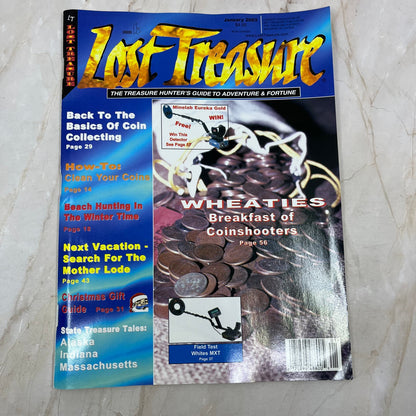 LT
LOST TREASURE
January 2003
Lost Treasure
THE TREASURE HUNTER'S GUIDE TO ADVENTURE & FORTUNE
Back To The
Basics Of Coin
Collecting
Page 29
How-To:
Clean Your Coins
Page 14
Beach Hunting In
The Winter Time
Page 18
Next Vacation -
Search For The
Mother Lode
Page 43
Christmas Gift
Guide Page 31
State Treasure Tales:
Alaska
Indiana
Massachusetts
Minelab Eureka Gold
Free!
WIN!
Win This
Detector
WHEATIES
Breakfast of
Coinshooters
Page 56
Field Test
Whites MXT
Page 37